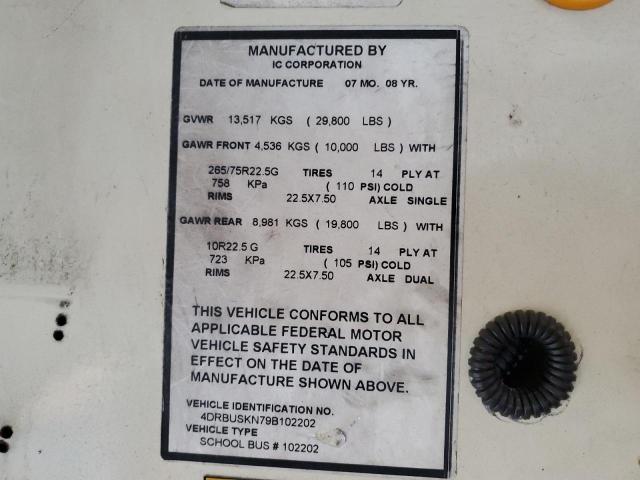 MANUFACTURED BY
IC CORPORATION
DATE OF MANUFACTURE 07 MO. 08 YR.
GVWR 13,517 KGS ( 29,800 LBS )
GAWR FRONT 4,536 KGS ( 10,000 LBS ) WITH
265/75R22.5G TIRES 14 PLY AT
758 KPa ( 110 PSI) COLD
RIMS 22.5X7.50 AXLE SINGLE
GAWR REAR 8,981 KGS ( 19,800 LBS ) WITH
10R22.5 G TIRES 14 PLY AT
723 KPa ( 105 PSI) COLD
RIMS 22.5X7.50 AXLE DUAL
THIS VEHICLE CONFORMS TO ALL
APPLICABLE FEDERAL MOTOR
VEHICLE SAFETY STANDARDS IN
EFFECT ON THE DATE OF
MANUFACTURE SHOWN ABOVE.
VEHICLE IDENTIFICATION NO.
4DRBUSKN79B102202
VEHICLE TYPE
SCHOOL BUS # 102202